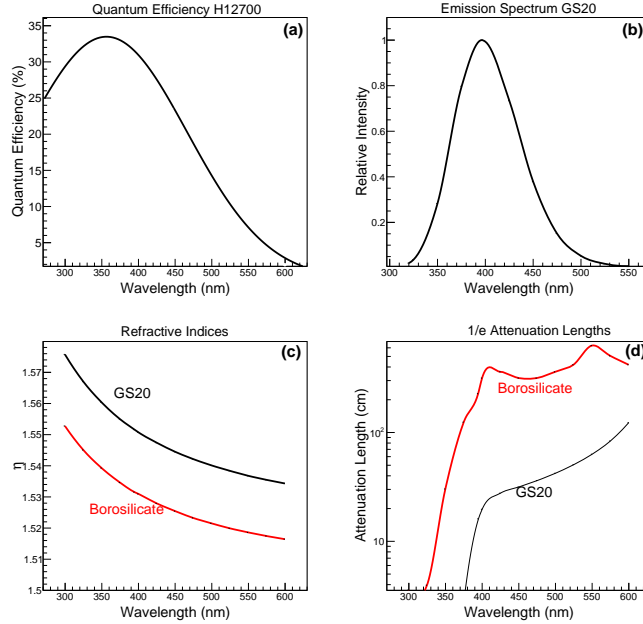 Quantum Efficiency H12700
(a)
Quantum Efficiency (%)
35
30
25
20
15
10
5
300 350 400 450 500 550 600
Wavelength (nm)
Emission Spectrum GS20
(b)
Relative Intensity
1
0.8
0.6
0.4
0.2
300 350 400 450 500 550
Wavelength (nm)
Refractive Indices
(c)
GS20
Borosilicate
η
1.57
1.56
1.55
1.54
1.53
1.52
1.51
1.5
300 350 400 450 500 550 600
Wavelength (nm)
1/e Attenuation Lengths
(d)
Borosilicate
GS20
Attenuation Length (cm)
10²
10
300 350 400 450 500 550 600
Wavelength (nm)